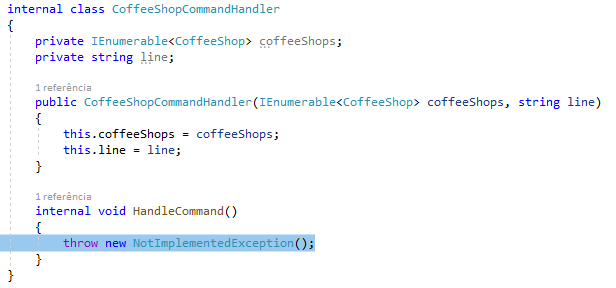 internal class CoffeeShopCommandHandler
{
    private IEnumerable<CoffeeShop> coffeeShops;
    private string line;
    1 referência
    public CoffeeShopCommandHandler(IEnumerable<CoffeeShop> coffeeShops, string line)
    {
        this.coffeeShops = coffeeShops;
        this.line = line;
    }
    1 referência
    internal void HandleCommand()
    {
        throw new NotImplementedException();
    }
}